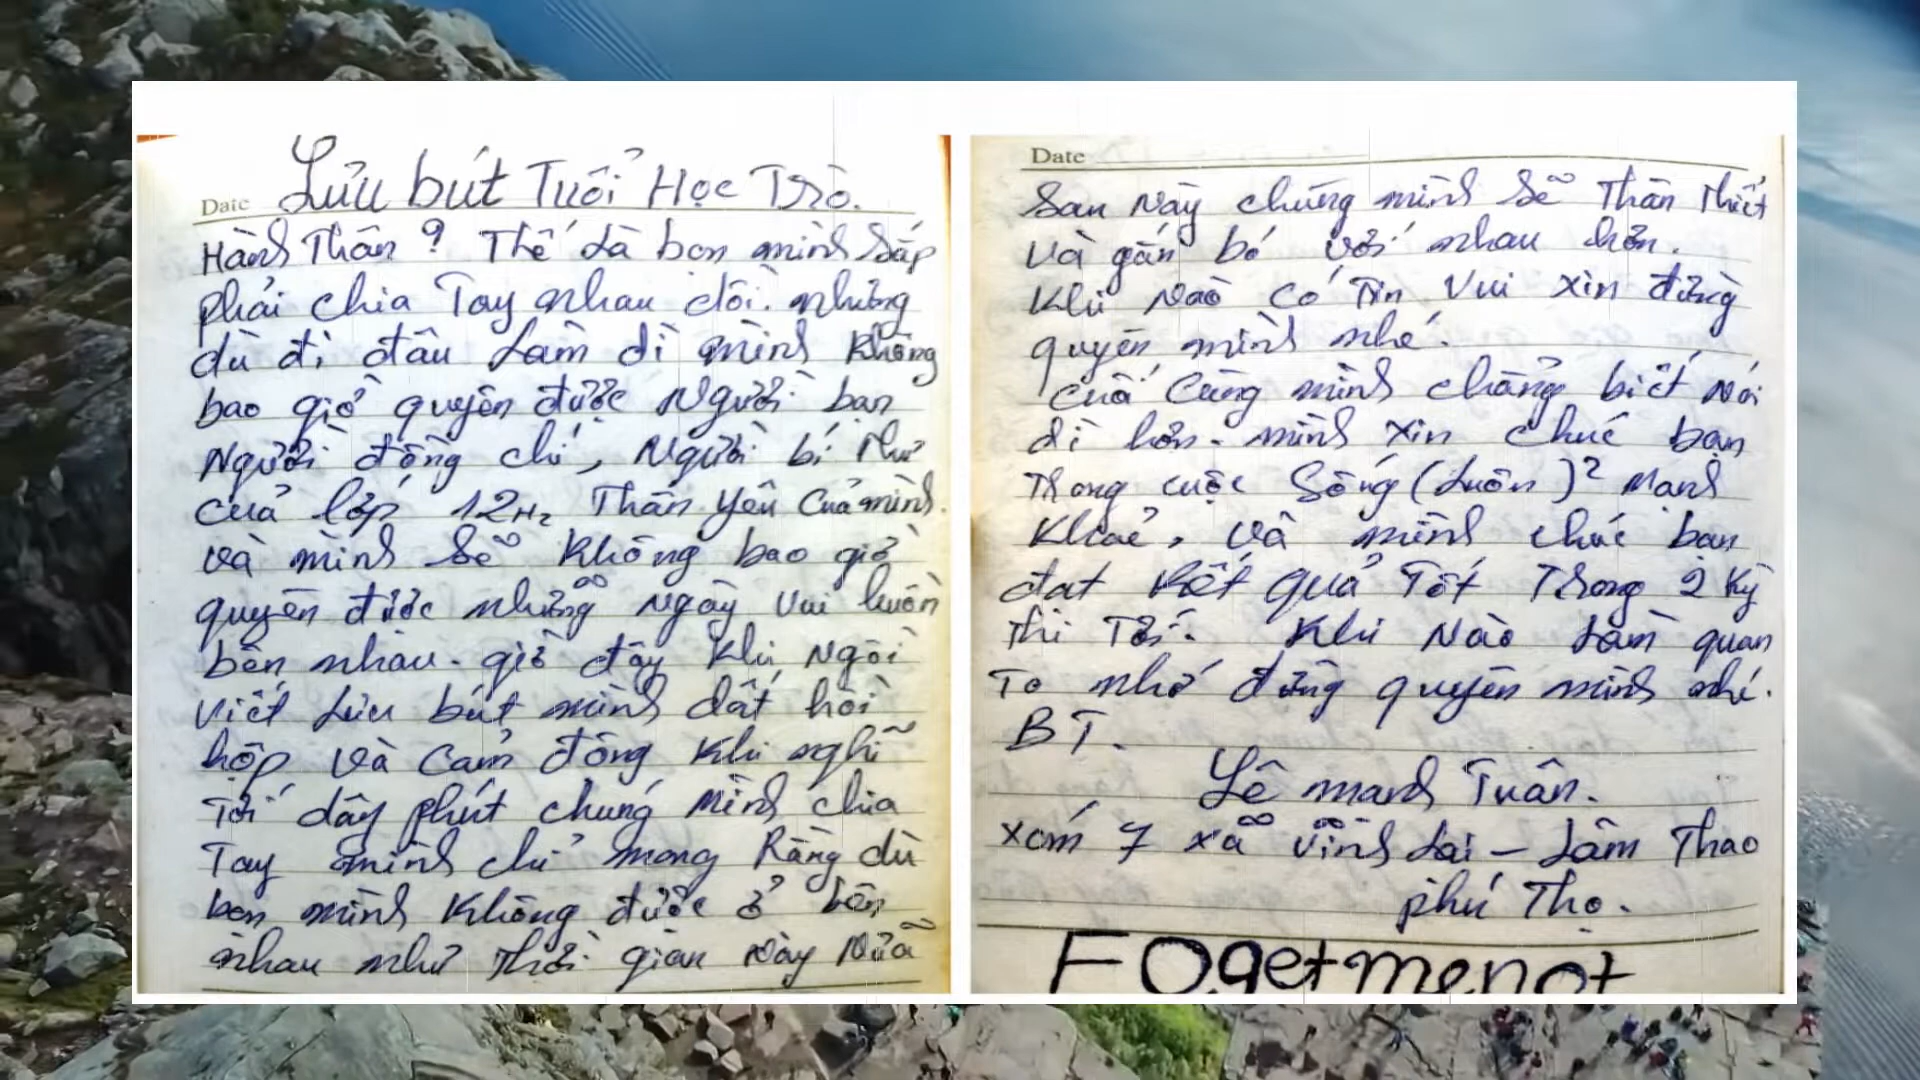 Date
Lưu bút Tuổi Học Trò.
Hành Thân? Thế là bọn mình sắp
phải chia Tay nhau dồi. nhưng
dù đi đâu làm dì mình không
bao giờ quyên được Người bạn
Người đồng chí, Người bí thư
của lớp 12H2 Thân yêu của mình.
và mình sẽ không bao giờ
quyên được những ngày vui buồn
bên nhau. giờ đây khi Ngồi
viết lưu bút mình dất hồi
hộp và cảm động khi nghĩ
Tới dây phút chúng mình chia
Tay mình chỉ mong Rằng dù
bọn mình không được ở bên
nhau như Thời gian Này Nữa
Date
Sau Này chúng mình sẽ Thân Thiết
và gắn bó với nhau hơn.
Khi Nào có Tin Vui xin đừng
quyên mình nhé.
cuối Cùng mình chẳng biết Nói
dì hơn. mình xin chúc bạn
Trong cuộc Sống (Luôn)² Mạnh
Khoẻ, và mình chúc bạn
đạt kết quả Tốt Trong 2 kỳ
Thi Tới. Khi Nào Làm quan
To nhớ đừng quyên mình nhé.
BT.
Lê mạnh Tuân.
xóm 7 xã vĩnh Lại - Lâm Thao
phú Thọ.
FOgetmenot